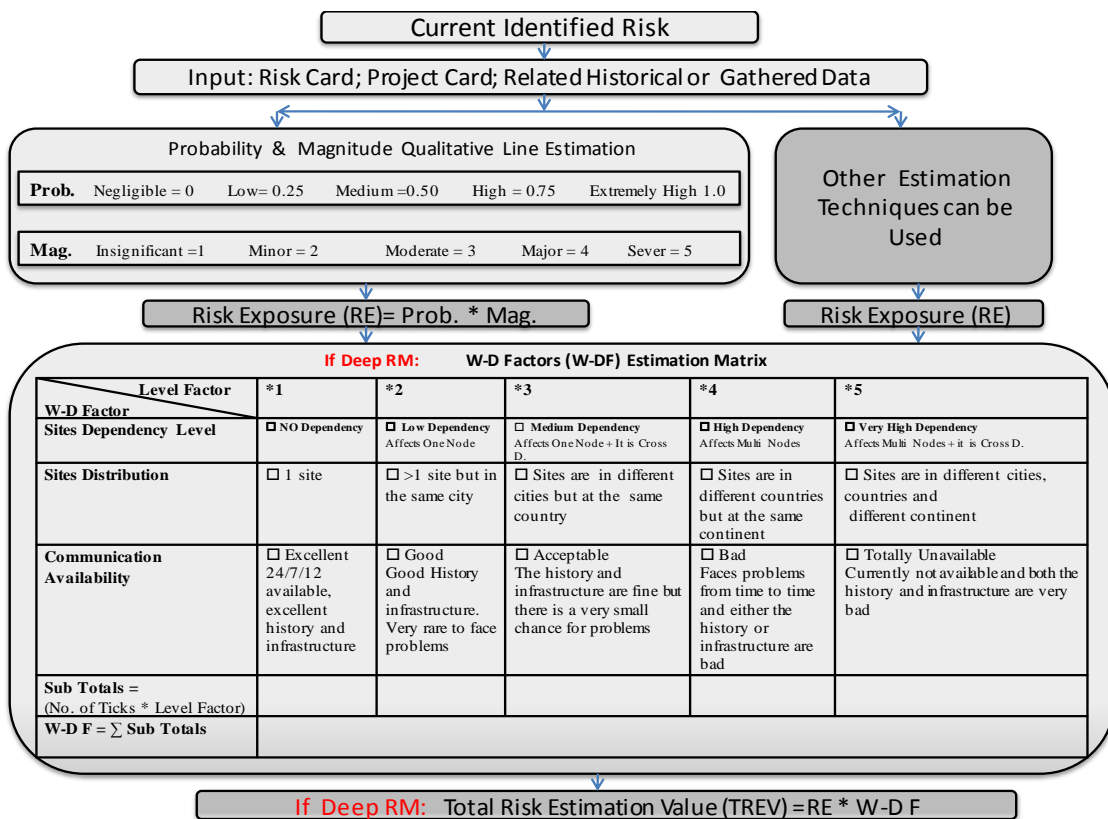 Current Identified Risk
Input: Risk Card; Project Card; Related Historical or Gathered Data
Probability & Magnitude Qualitative Line Estimation
Prob. Negligible = 0 Low= 0.25 Medium =0.50 High = 0.75 Extremely High 1.0
Mag. Insignificant =1 Minor = 2 Moderate = 3 Major = 4 Sever = 5
Other Estimation
Techniques can be
Used
Risk Exposure (RE)= Prob. * Mag.
Risk Exposure (RE)
If Deep RM: W-D Factors (W-DF) Estimation Matrix
Level Factor
W-D Factor
*1
*2
*3
*4
*5
Sites Dependency Level
☐ NO Dependency
☐ Low Dependency
Affects One Node
☐ Medium Dependency
Affects One Node + It is Cross
D.
☐ High Dependency
Affects Multi Nodes
☐ Very High Dependency
Affects Multi Nodes + it is Cross D.
Sites Distribution
☐ 1 site
☐ >1 site but in
the same city
☐ Sites are in different
cities but at the same
country
☐ Sites are in
different countries
but at the same
continent
☐ Sites are in different cities,
countries and
different continent
Communication
Availability
☐ Excellent
24/7/12
available,
excellent
history and
infrastructure
☐ Good
Good History
and
infrastructure.
Very rare to face
problems
☐ Acceptable
The history and
infrastructure are fine but
there is a very small
chance for problems
☐ Bad
Faces problems
from time to time
and either the
history or
infrastructure are
bad
☐ Totally Unavailable
Currently not available and both the
history and infrastructure are very
bad
Sub Totals =
(No. of Ticks * Level Factor)
W-D F = ∑ Sub Totals
If Deep RM: Total Risk Estimation Value (TREV) =RE * W-D F